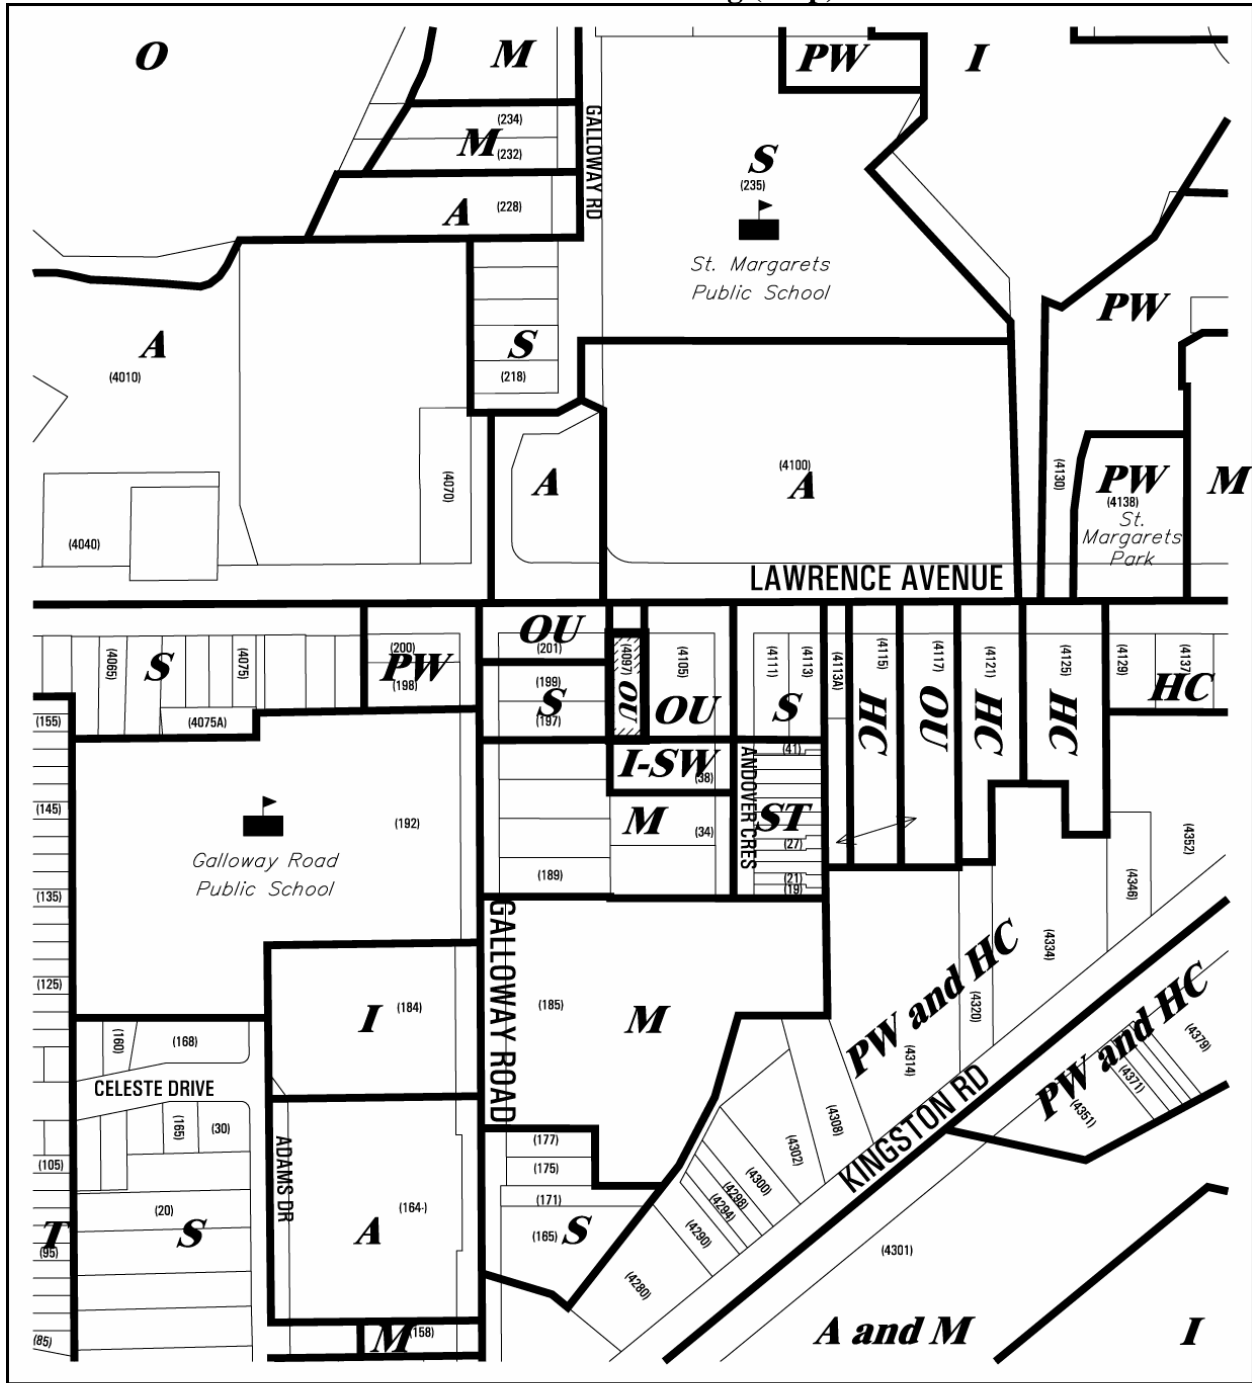 O
M
PW
I
(234)
M
(232)
GALLOWAY RD
S
(235)
A
(228)
St. Margarets
Public School
PW
S
A
(4010)
(218)
A
(4070)
(4100)
A
(4130)
PW
(4138)
M
St.
Margarets
Park
(4040)
LAWRENCE AVENUE
OU
(4065)
S
(4075)
(200)
PW
(198)
(201)
(199)
S
(197)
(4097)
OU
(4105)
OU
(4111)
(4113)
S
(4113A)
(4115)
HC
(4117)
OU
(4121)
HC
(4125)
HC
(4129)
(4137)
HC
(155)
(4075A)
I-SW
(38)
ANDOVER CRES
(41)
(145)
(192)
M
(34)
ST
(27)
(4352)
Galloway Road
Public School
(189)
(21)
(19)
(4346)
(135)
GALLOWAY ROAD
PW and HC
(4334)
(125)
I
(184)
(185)
M
(4320)
(4314)
PW and HC
(4379)
(160)
(168)
(4371)
(4351)
CELESTE DRIVE
KINGSTON RD
(165)
(30)
ADAMS DR
(177)
(175)
(4308)
(4302)
(105)
(4300)
(4298)
(4294)
(171)
(20)
S
(164-)
A
(165)
S
(4290)
T
(95)
(4301)
(4280)
(85)
M
(158)
A and M
I